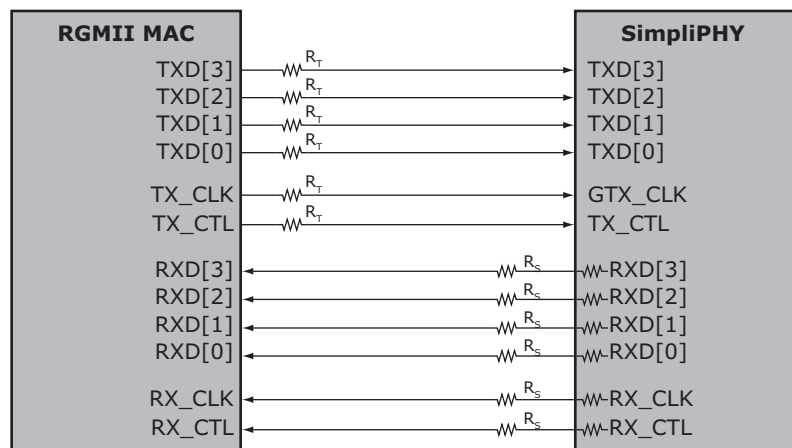 RGMII MAC SimpliPHY
TXD[3] R_T TXD[3]
TXD[2] R_T TXD[2]
TXD[1] R_T TXD[1]
TXD[0] R_T TXD[0]
TX_CLK R_T GTX_CLK
TX_CTL R_T TX_CTL
RXD[3] R_S RXD[3]
RXD[2] R_S RXD[2]
RXD[1] R_S RXD[1]
RXD[0] R_S RXD[0]
RX_CLK R_S RX_CLK
RX_CTL R_S RX_CTL